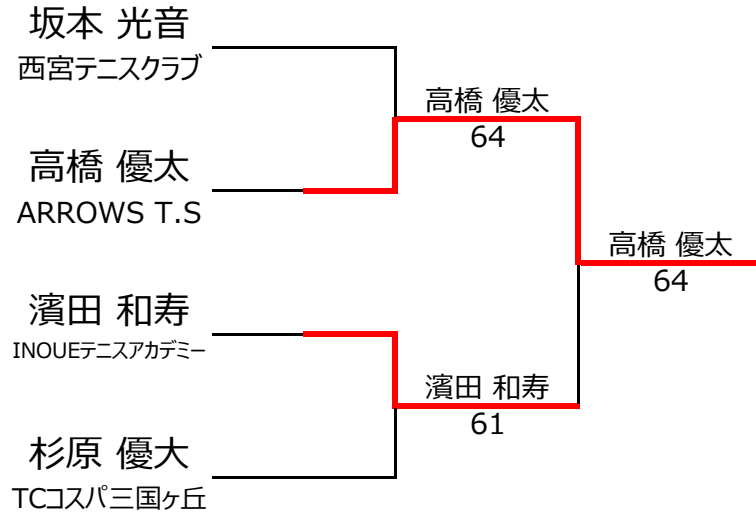 坂本 光音
西宮テニスクラブ
高橋 優太
64
高橋 優太
ARROWS T.S
高橋 優太
64
濱田 和寿
INOUEテニスアカデミー
濱田 和寿
61
杉原 優大
TCコスパ三国ヶ丘